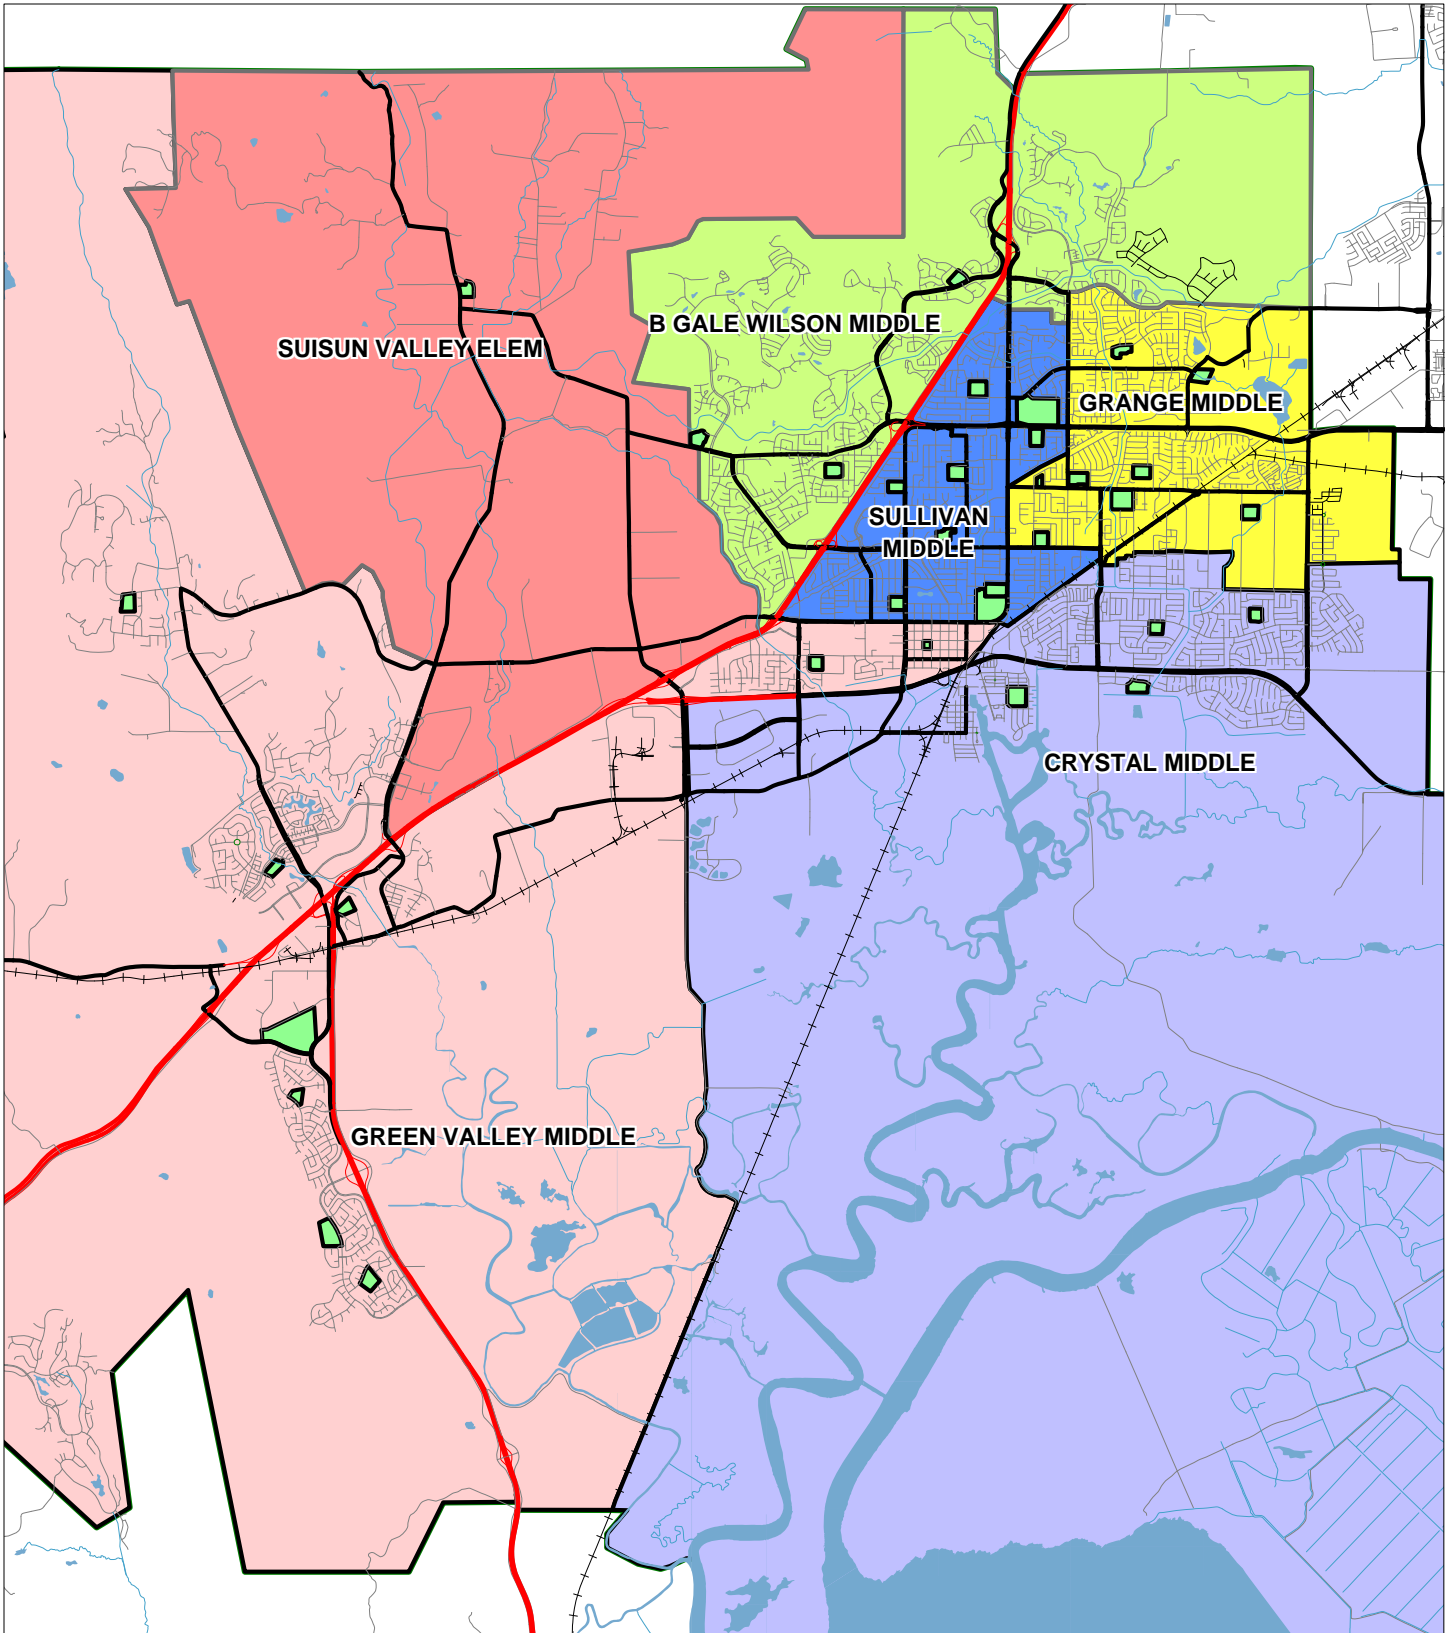 B GALE WILSON MIDDLE
SUISUN VALLEY ELEM
GRANGE MIDDLE
SULLIVAN
MIDDLE
CRYSTAL MIDDLE
GREEN VALLEY MIDDLE